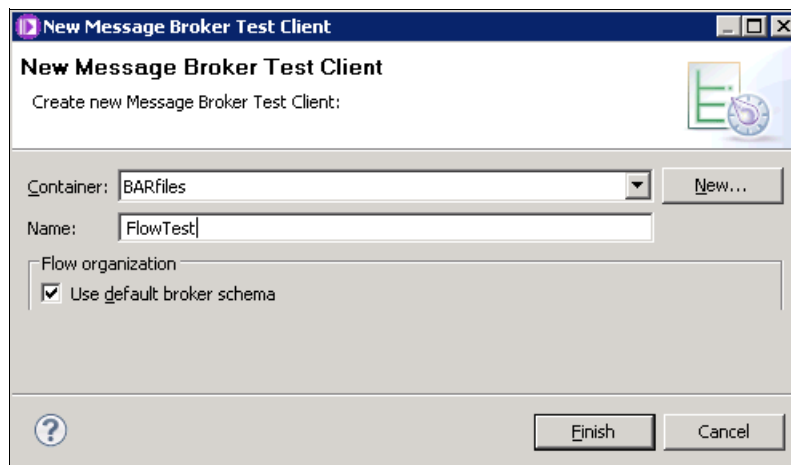 New Message Broker Test Client
New Message Broker Test Client
Create new Message Broker Test Client:
Container: BARfiles New...
Name: FlowTest
Flow organization
Use default broker schema
? Finish Cancel